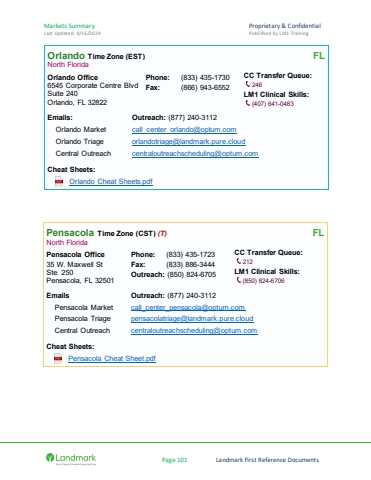 Markets Summary Proprietary & Confidential
Last Updated: 8/16/2024 Published by LMK Training
Orlando Time Zone (EST) FL
North Florida
Orlando Office Phone: (833) 435-1730 CC Transfer Queue:
6545 Corporate Centre Blvd Fax: (866) 943-6552 246
Suite 240 LM1 Clinical Skills:
Orlando, FL 32822 (407) 641-0483
Emails: Outreach: (877) 240-3112
Orlando Market call_center_orlando@optum.com
Orlando Triage orlandotriage@landmark.pure.cloud
Central Outreach centraloutreachscheduling@optum.com
Cheat Sheets:
Orlando Cheat Sheets.pdf
Pensacola Time Zone (CST) (T) FL
North Florida
Pensacola Office Phone: (833) 435-1723 CC Transfer Queue:
35 W. Maxwell St Fax: (833) 886-3444 212
Ste. 250 Outreach: (850) 824-6705 LM1 Clinical Skills:
Pensacola, FL 32501 (850) 824-6706
Emails Outreach: (877) 240-3112
Pensacola Market call_center_pensacola@optum.com
Pensacola Triage pensacolatriage@landmark.pure.cloud
Central Outreach centraloutreachscheduling@optum.com
Cheat Sheets:
Pensacola Cheat Sheet.pdf
Landmark Page 101 Landmark First Reference Documents